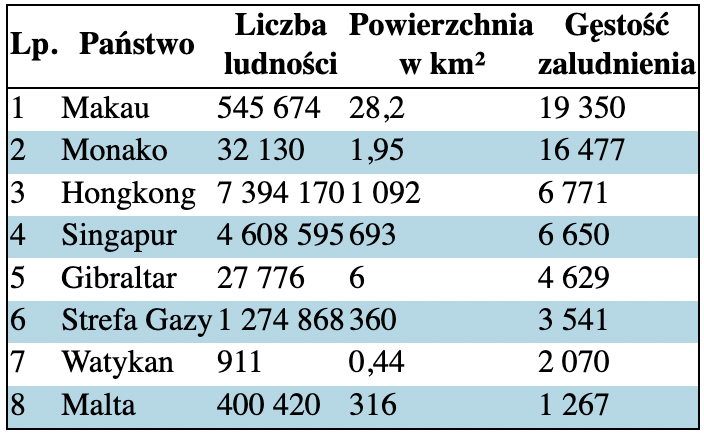 Lp. Państwo Liczba ludności Powierzchnia w km² Gęstość zaludnienia
1 Makau 545 674 28,2 19 350
2 Monako 32 130 1,95 16 477
3 Hongkong 7 394 170 1 092 6 771
4 Singapur 4 608 595 693 6 650
5 Gibraltar 27 776 6 4 629
6 Strefa Gazy 1 274 868 360 3 541
7 Watykan 911 0,44 2 070
8 Malta 400 420 316 1 267